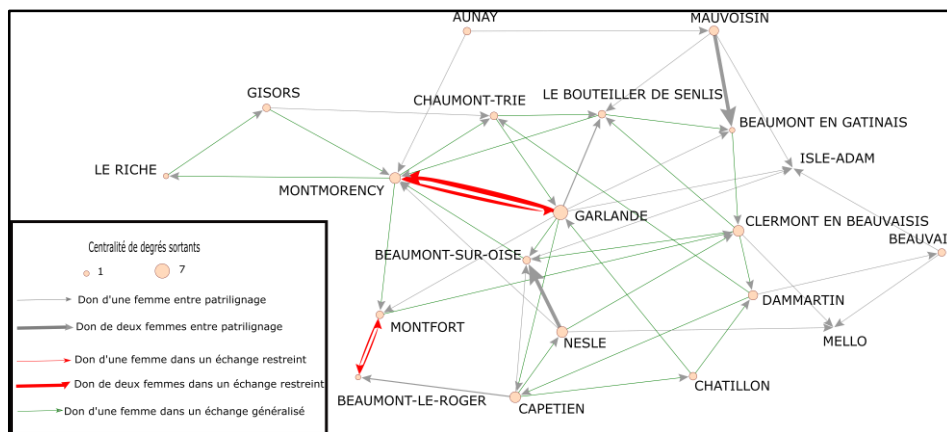 AUNAY
MAUVOISIN
GISORS
CHAUMONT-TRIE
LE BOUTEILLER DE SENLIS
BEAUMONT EN GATINAIS
LE RICHE
MONTMORENCY
ISLE-ADAM
GARLANDE
CLERMONT EN BEAUVAISIS
BEAUVAI
BEAUMONT-SUR-OISE
DAMMARTIN
MONTFORT
NESLE
MELLO
CHATILLON
BEAUMONT-LE-ROGER
CAPETIEN
Centralité de degrés sortants
1 7
Don d'une femme entre patrilignage
Don de deux femmes entre patrilignage
Don d'une femme dans un échange restreint
Don de deux femmes dans un échange restreint
Don d'une femme dans un échange généralisé